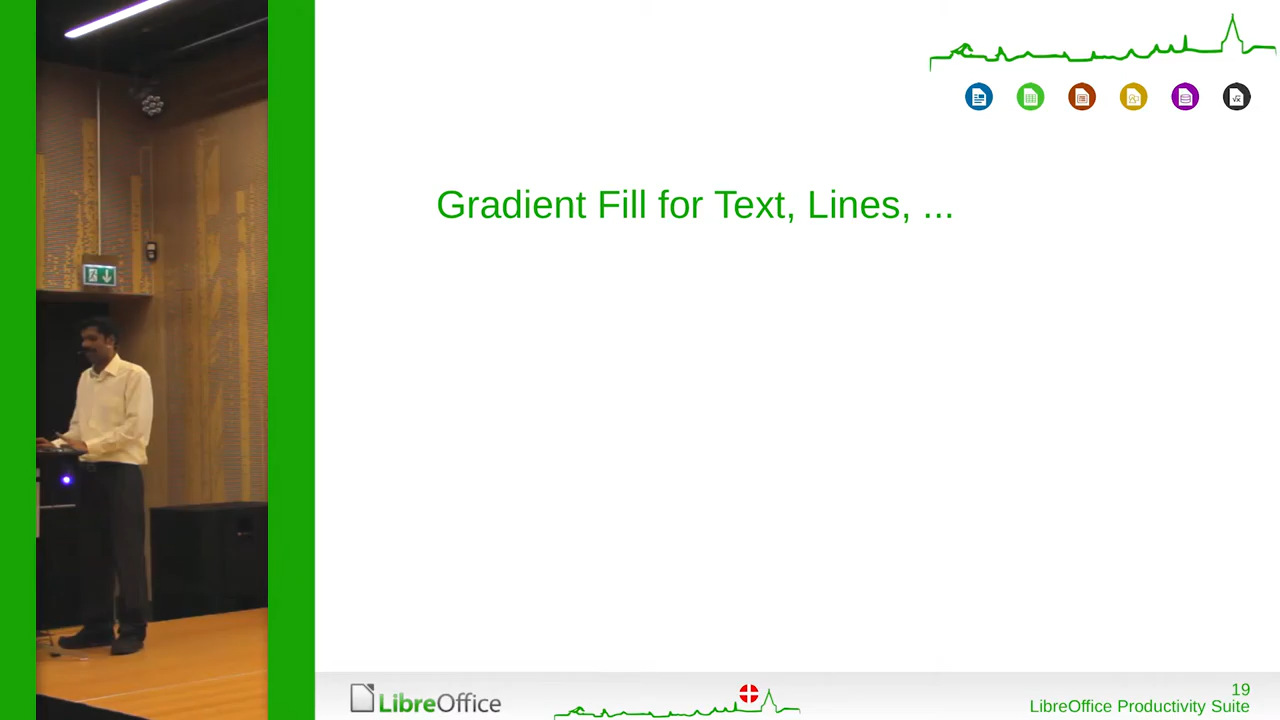 Gradient Fill for Text, Lines, ...
LibreOffice
19
LibreOffice Productivity Suite